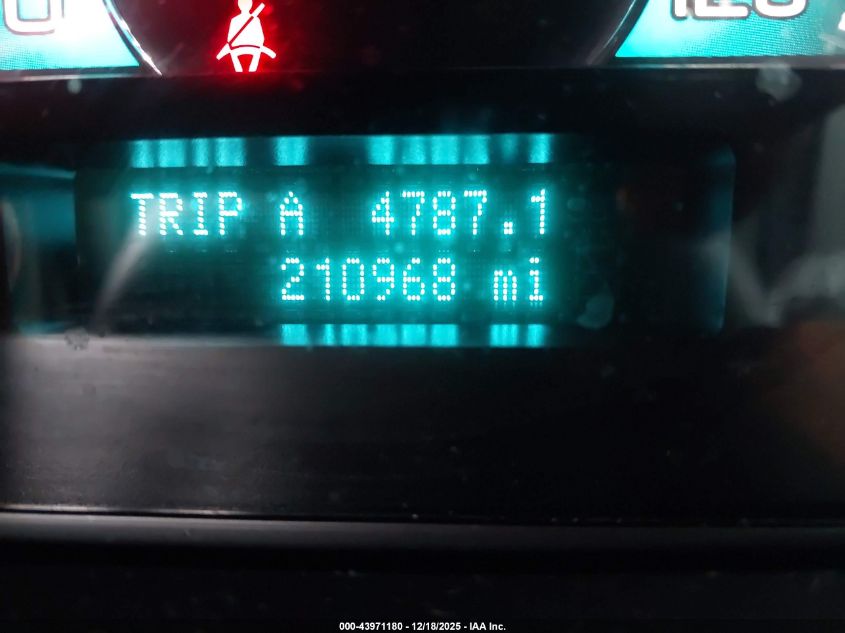 TRIP A 4787.1
210968 mi
000-43971180 - 12/18/2025 - IAA Inc.